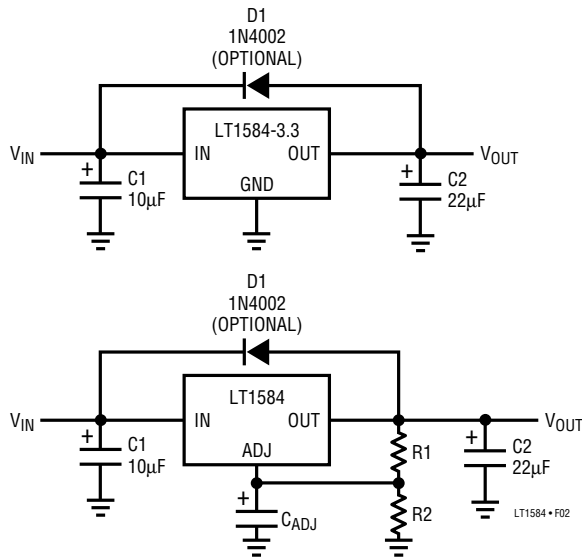 D1
1N4002
(OPTIONAL)
LT1584-3.3
VIN
IN
OUT
VOUT
GND
+
C1
10µF
+
C2
22µF
D1
1N4002
(OPTIONAL)
LT1584
VIN
IN
OUT
VOUT
ADJ
+
C1
10µF
R1
+
C2
22µF
+
CADJ
R2
LT1584 • F02